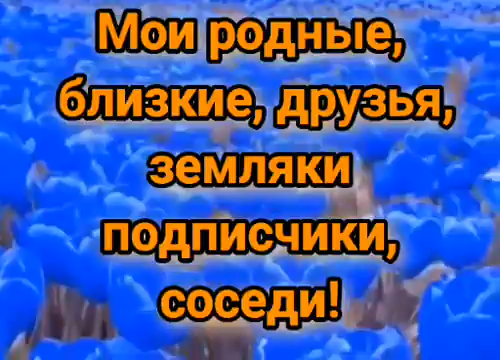 Мои родные,
близкие, друзья,
земляки
подписчики,
соседи!